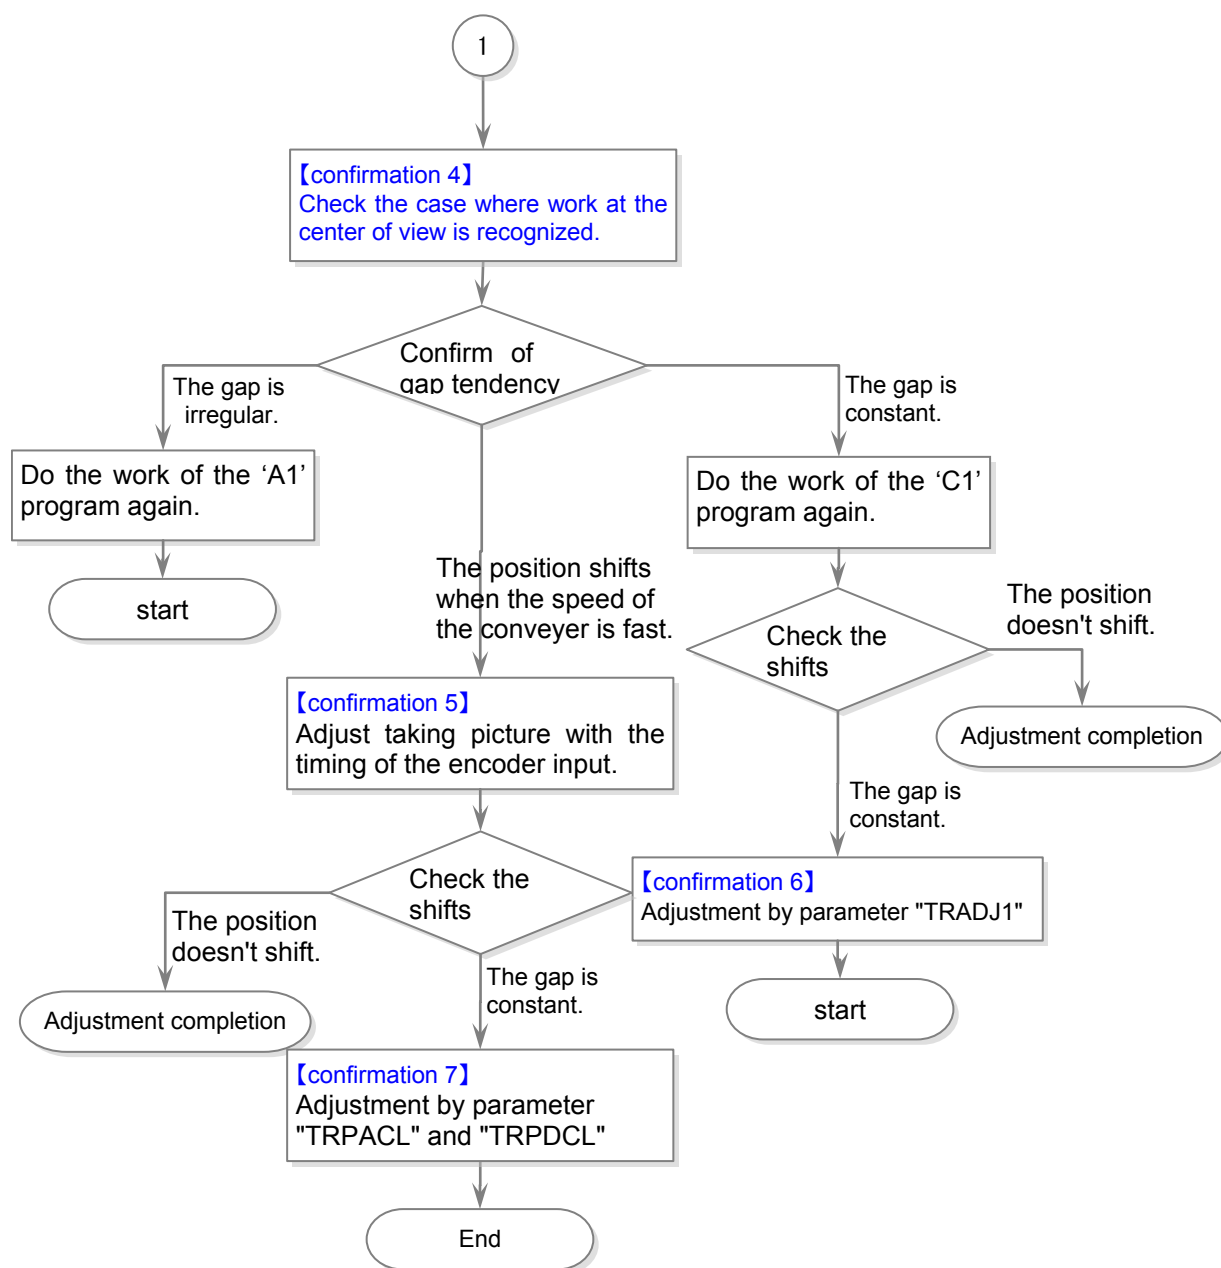 1
【confirmation 4】
Check the case where work at the
center of view is recognized.
Confirm of
gap tendency
The gap is
irregular.
The gap is
constant.
Do the work of the ‘A1’
program again.
Do the work of the ‘C1’
program again.
start
The position shifts
when the speed of
the conveyer is fast.
Check the
shifts
The position
doesn't shift.
Adjustment completion
【confirmation 5】
Adjust taking picture with the
timing of the encoder input.
The gap is
constant.
Check the
shifts
【confirmation 6】
Adjustment by parameter "TRADJ1"
The position
doesn't shift.
The gap is
constant.
start
Adjustment completion
【confirmation 7】
Adjustment by parameter
"TRPACL" and "TRPDCL"
End